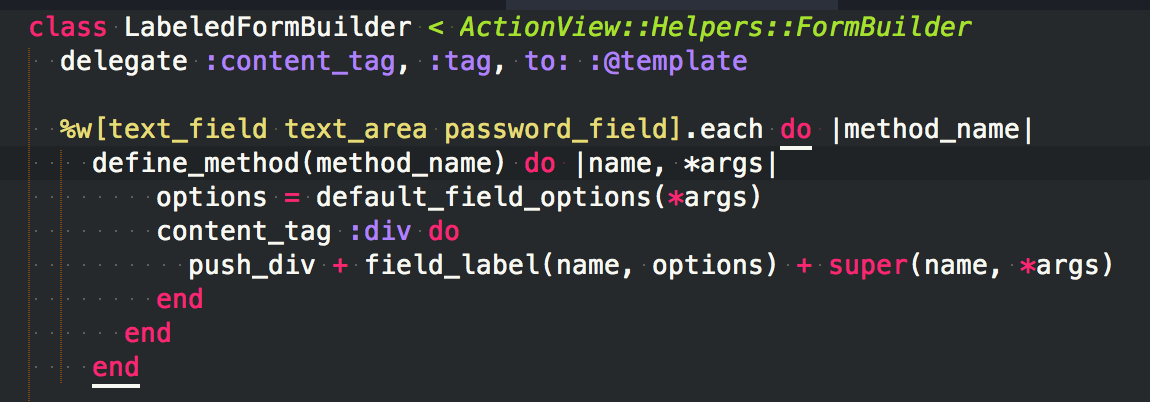 class LabeledFormBuilder < ActionView::Helpers::FormBuilder
  delegate :content_tag, :tag, to: :@template

  %w[text_field text_area password_field].each do |method_name|
    define_method(method_name) do |name, *args|
        options = default_field_options(*args)
        content_tag :div do
          push_div + field_label(name, options) + super(name, *args)
        end
      end
    end